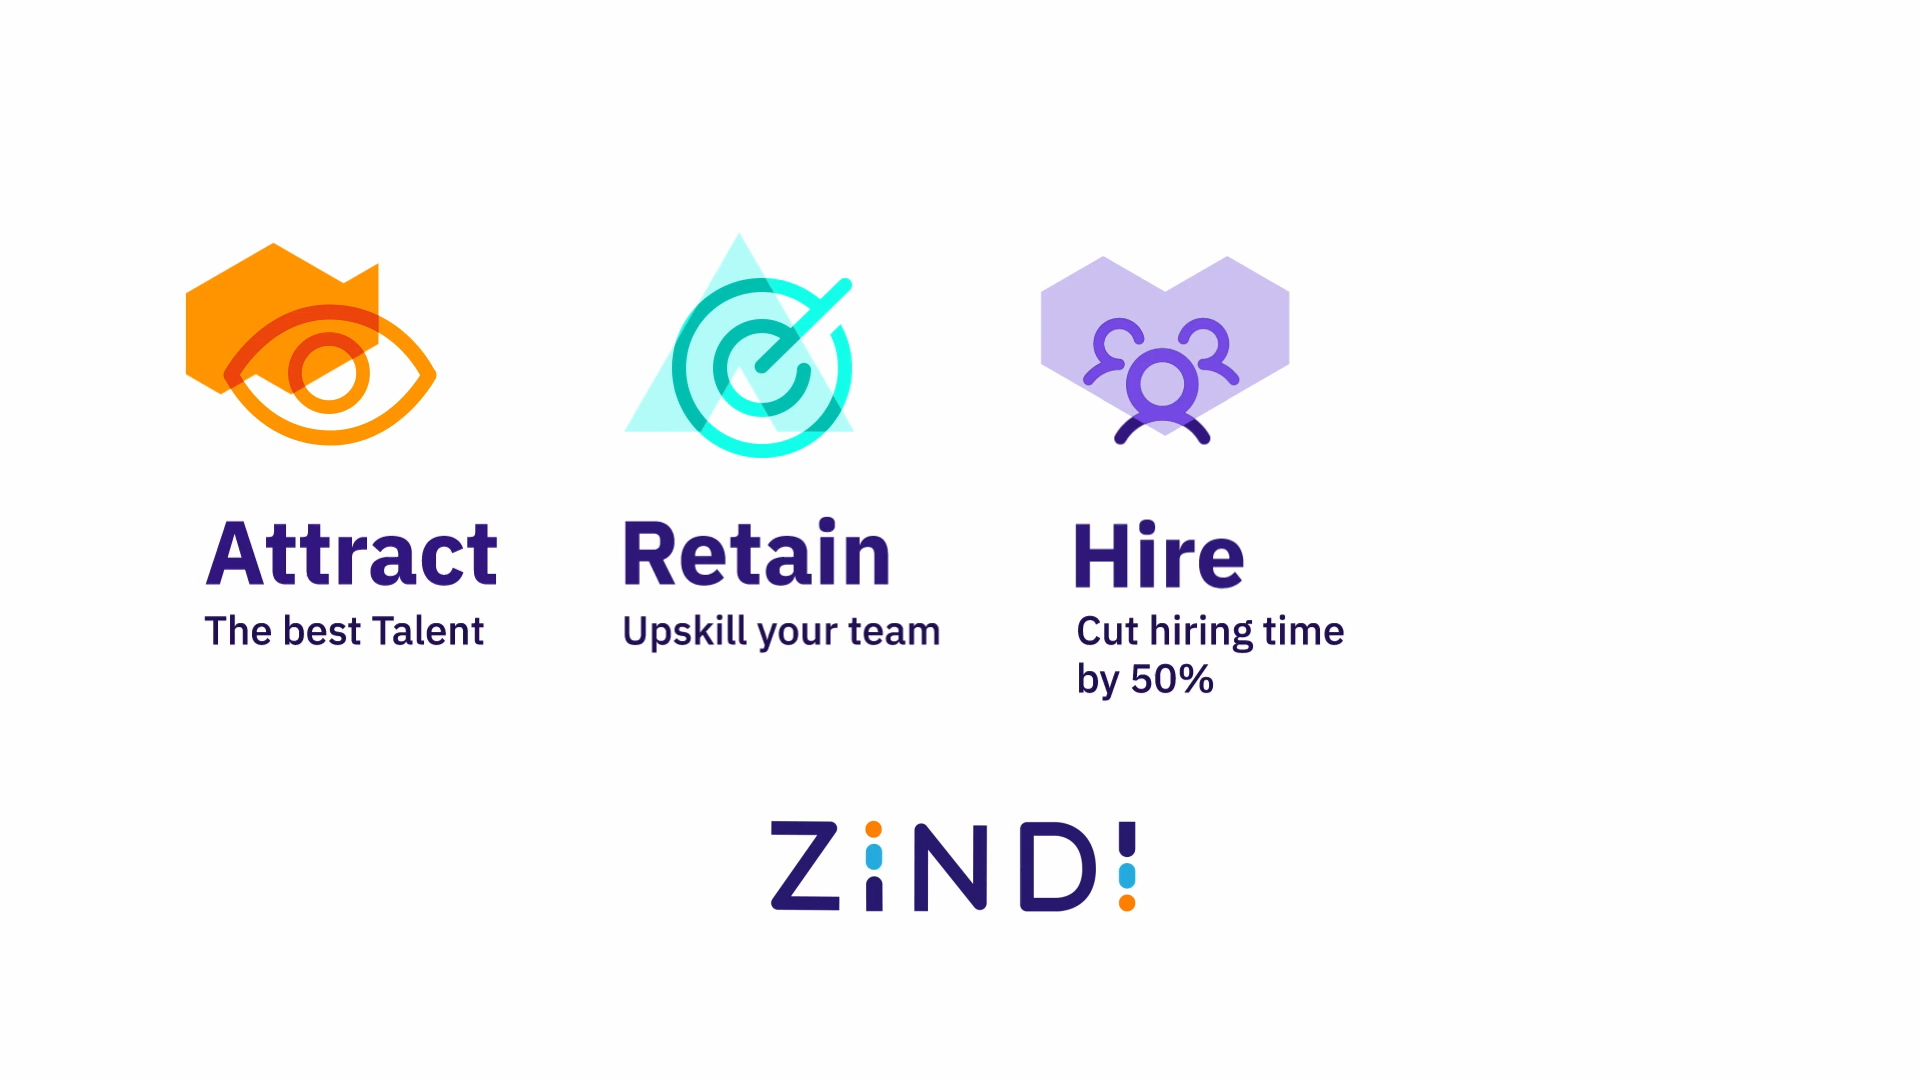 Attract
The best Talent
Retain
Upskill your team
Hire
Cut hiring time
by 50%
ZINDI